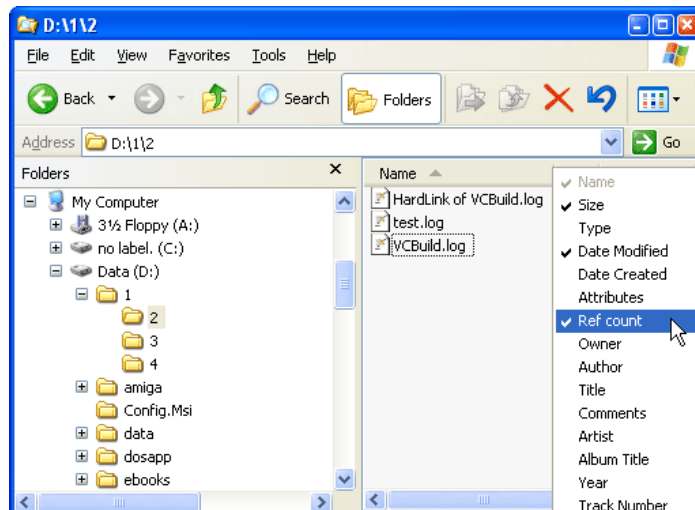 D:\1\2
File Edit View Favorites Tools Help
Back Search Folders
Address D:\1\2 Go
Folders
My Computer
3½ Floppy (A:)
no label. (C:)
Data (D:)
1
2
3
4
amiga
Config.Msi
data
dosapp
ebooks
Name
HardLink of VCBuild.log
test.log
VCBuild.log
Name
Size
Type
Date Modified
Date Created
Attributes
Ref count
Owner
Author
Title
Comments
Artist
Album Title
Year
Track Number